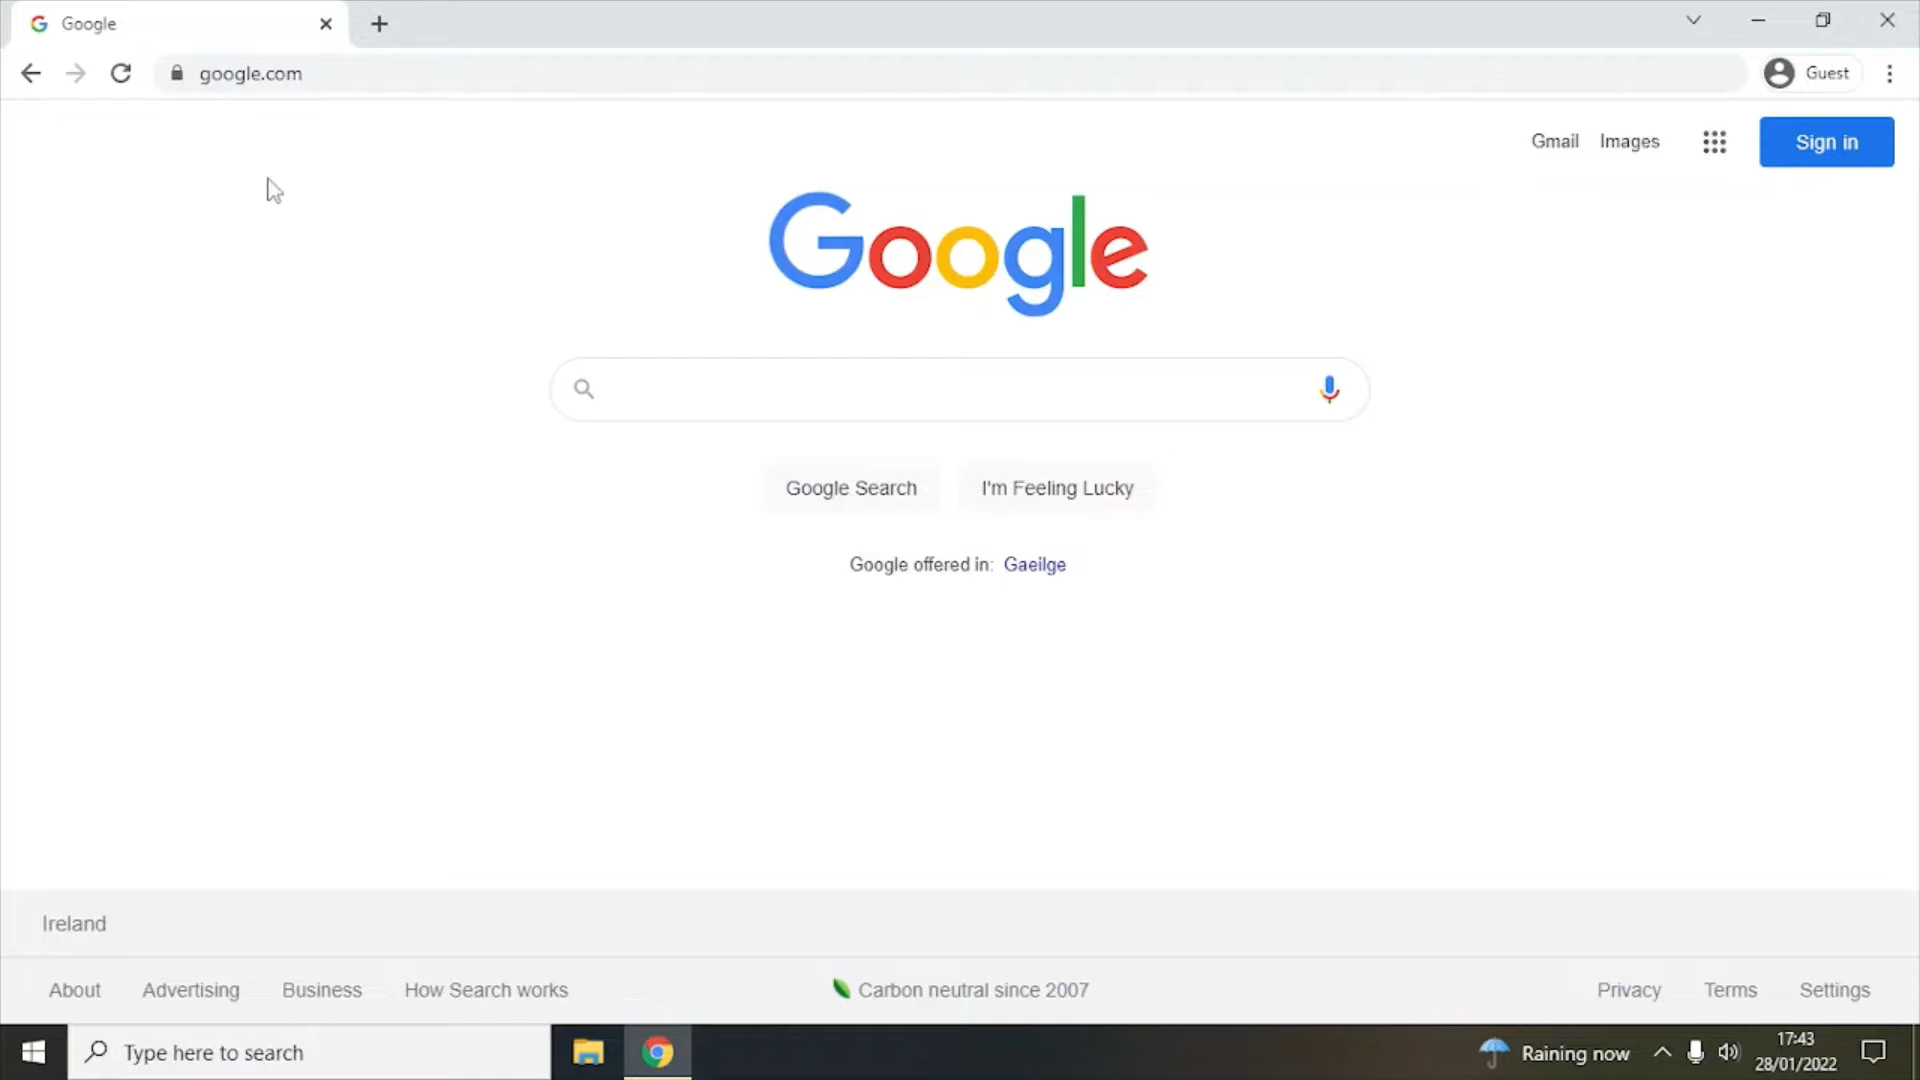 Google
google.com
Guest
Gmail Images Sign in
Google
Google Search I'm Feeling Lucky
Google offered in: Gaeilge
Ireland
About Advertising Business How Search works Carbon neutral since 2007 Privacy Terms Settings
Type here to search Raining now 17:43
28/01/2022